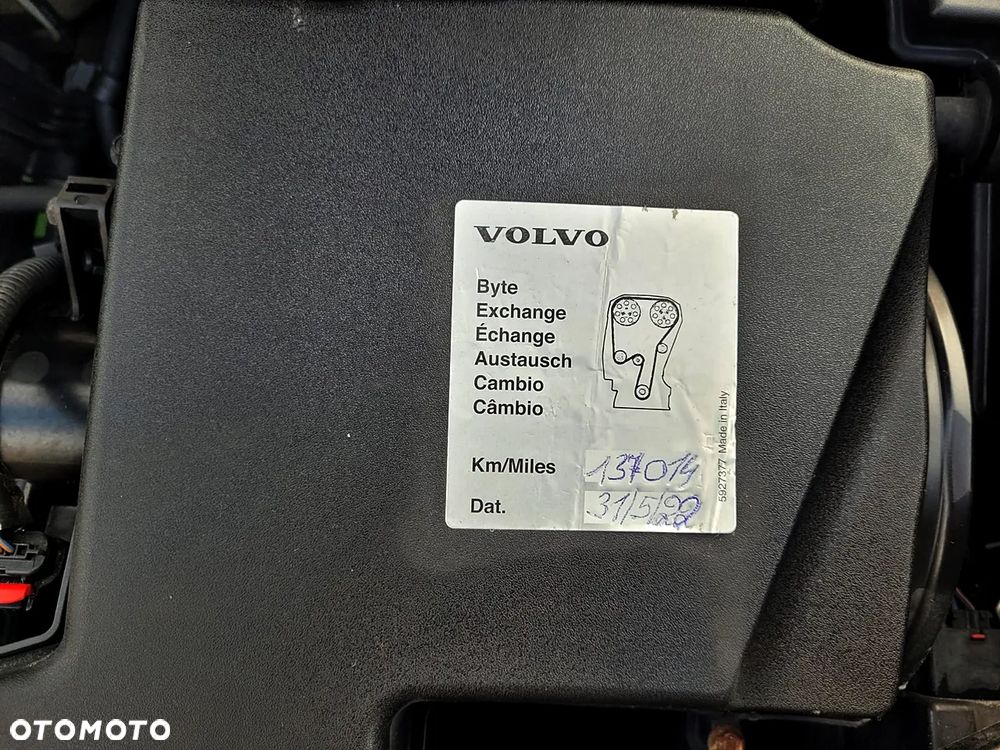 VOLVO
Byte
Exchange
Échange
Austausch
Cambio
Câmbio
Km/Miles 137014
Dat. 31/5/22
5927377 Made in Italy
OTOMOTO